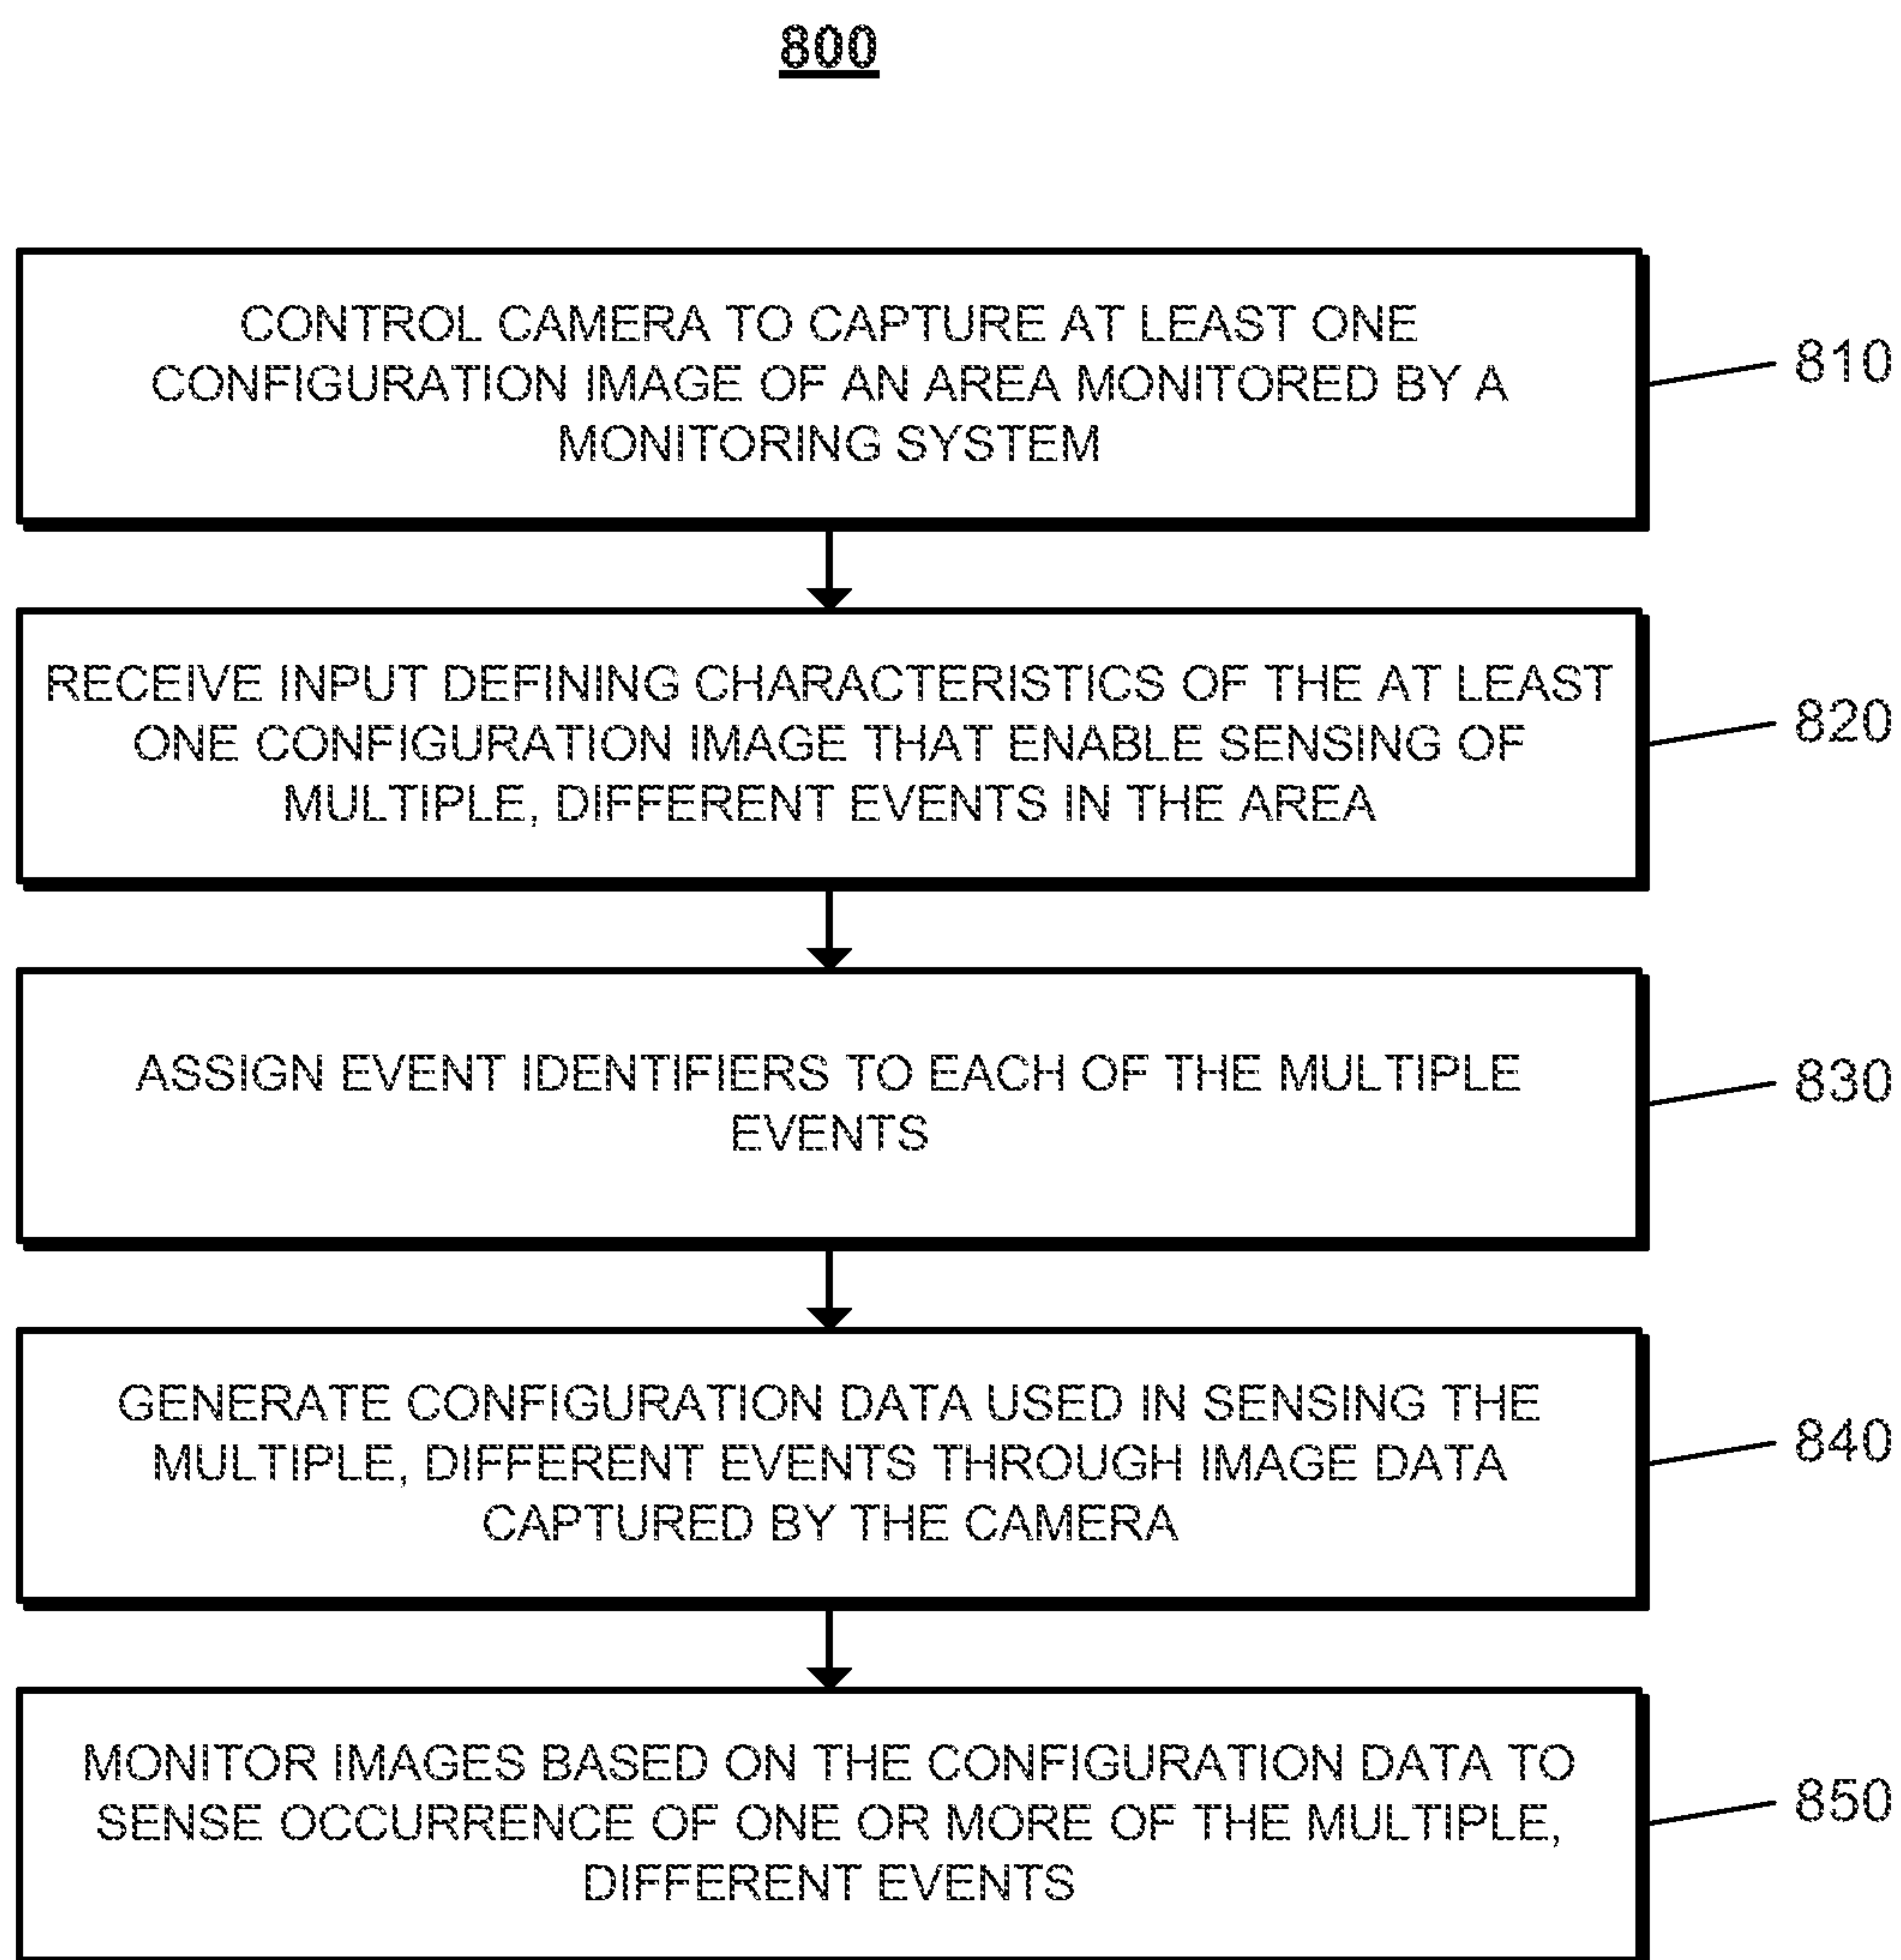 800
CONTROL CAMERA TO CAPTURE AT LEAST ONE
CONFIGURATION IMAGE OF AN AREA MONITORED BY A
MONITORING SYSTEM
810
RECEIVE INPUT DEFINING CHARACTERISTICS OF THE AT LEAST
ONE CONFIGURATION IMAGE THAT ENABLE SENSING OF
MULTIPLE, DIFFERENT EVENTS IN THE AREA
820
ASSIGN EVENT IDENTIFIERS TO EACH OF THE MULTIPLE
EVENTS
830
GENERATE CONFIGURATION DATA USED IN SENSING THE
MULTIPLE, DIFFERENT EVENTS THROUGH IMAGE DATA
CAPTURED BY THE CAMERA
840
MONITOR IMAGES BASED ON THE CONFIGURATION DATA TO
SENSE OCCURRENCE OF ONE OR MORE OF THE MULTIPLE,
DIFFERENT EVENTS
850